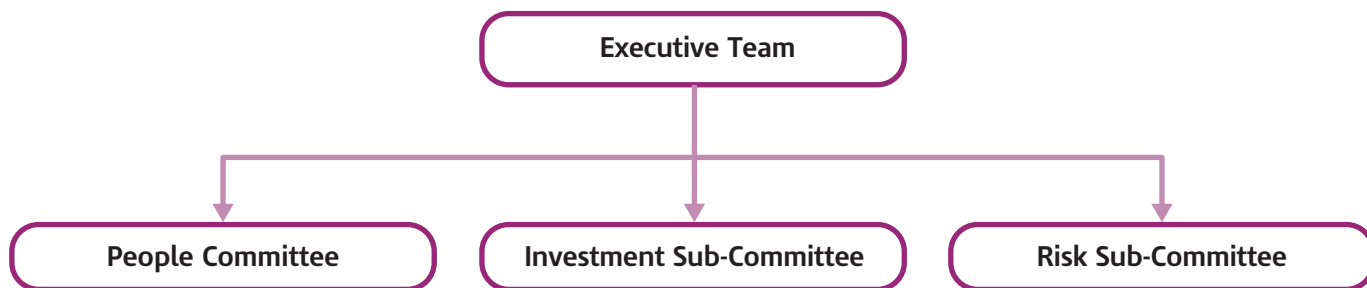 Executive Team
People Committee
Investment Sub-Committee
Risk Sub-Committee